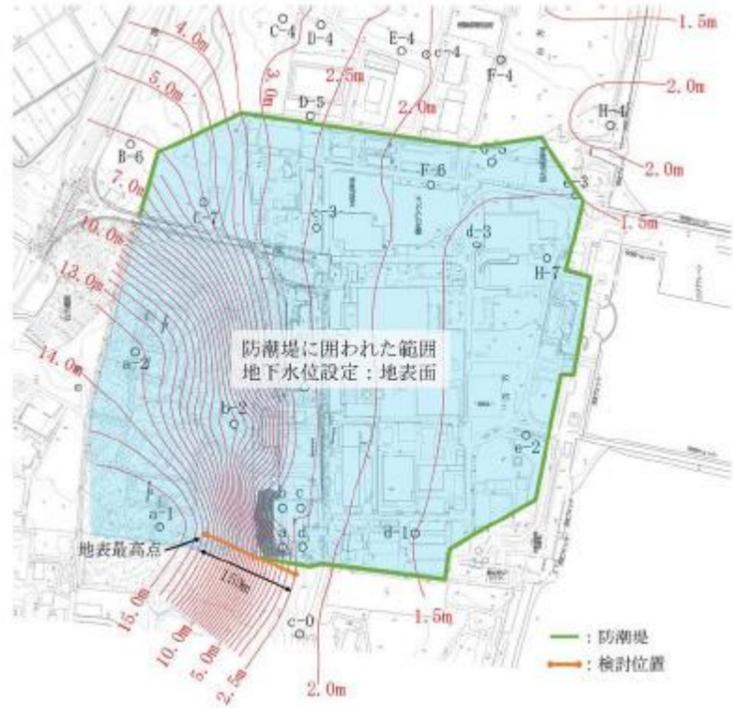 4.0m
C-4
D-4
E-4
c-4
F-4
1.5m
5.0m
3.0m
2.5m
2.0m
2.0m
H-4
D-5
B-6
F-6
2.0m
7.0m
1.5m
C-7
c-3
d-3
H-7
10.0m
13.0m
14.0m
a-2
防潮堤に囲われた範囲
地下水位設定:地表面
b-2
e-2
a-1
b
c
a
d
d-1
地表最高点
150m
15.0m
10.0m
5.0m
2.5m
c-0
2.0m
1.5m
:防潮堤
:検討位置